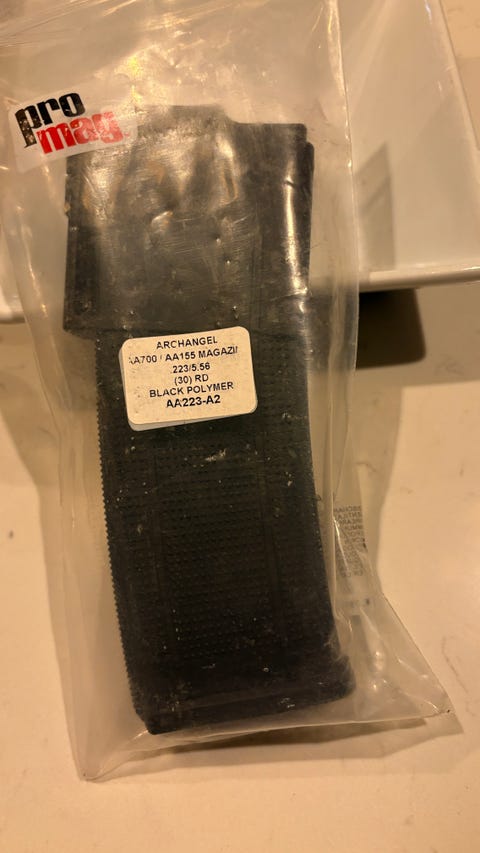 pro
mag
ARCHANGEL
AA700 / AA155 MAGAZI
.223/5.56
(30) RD
BLACK POLYMER
AA223-A2